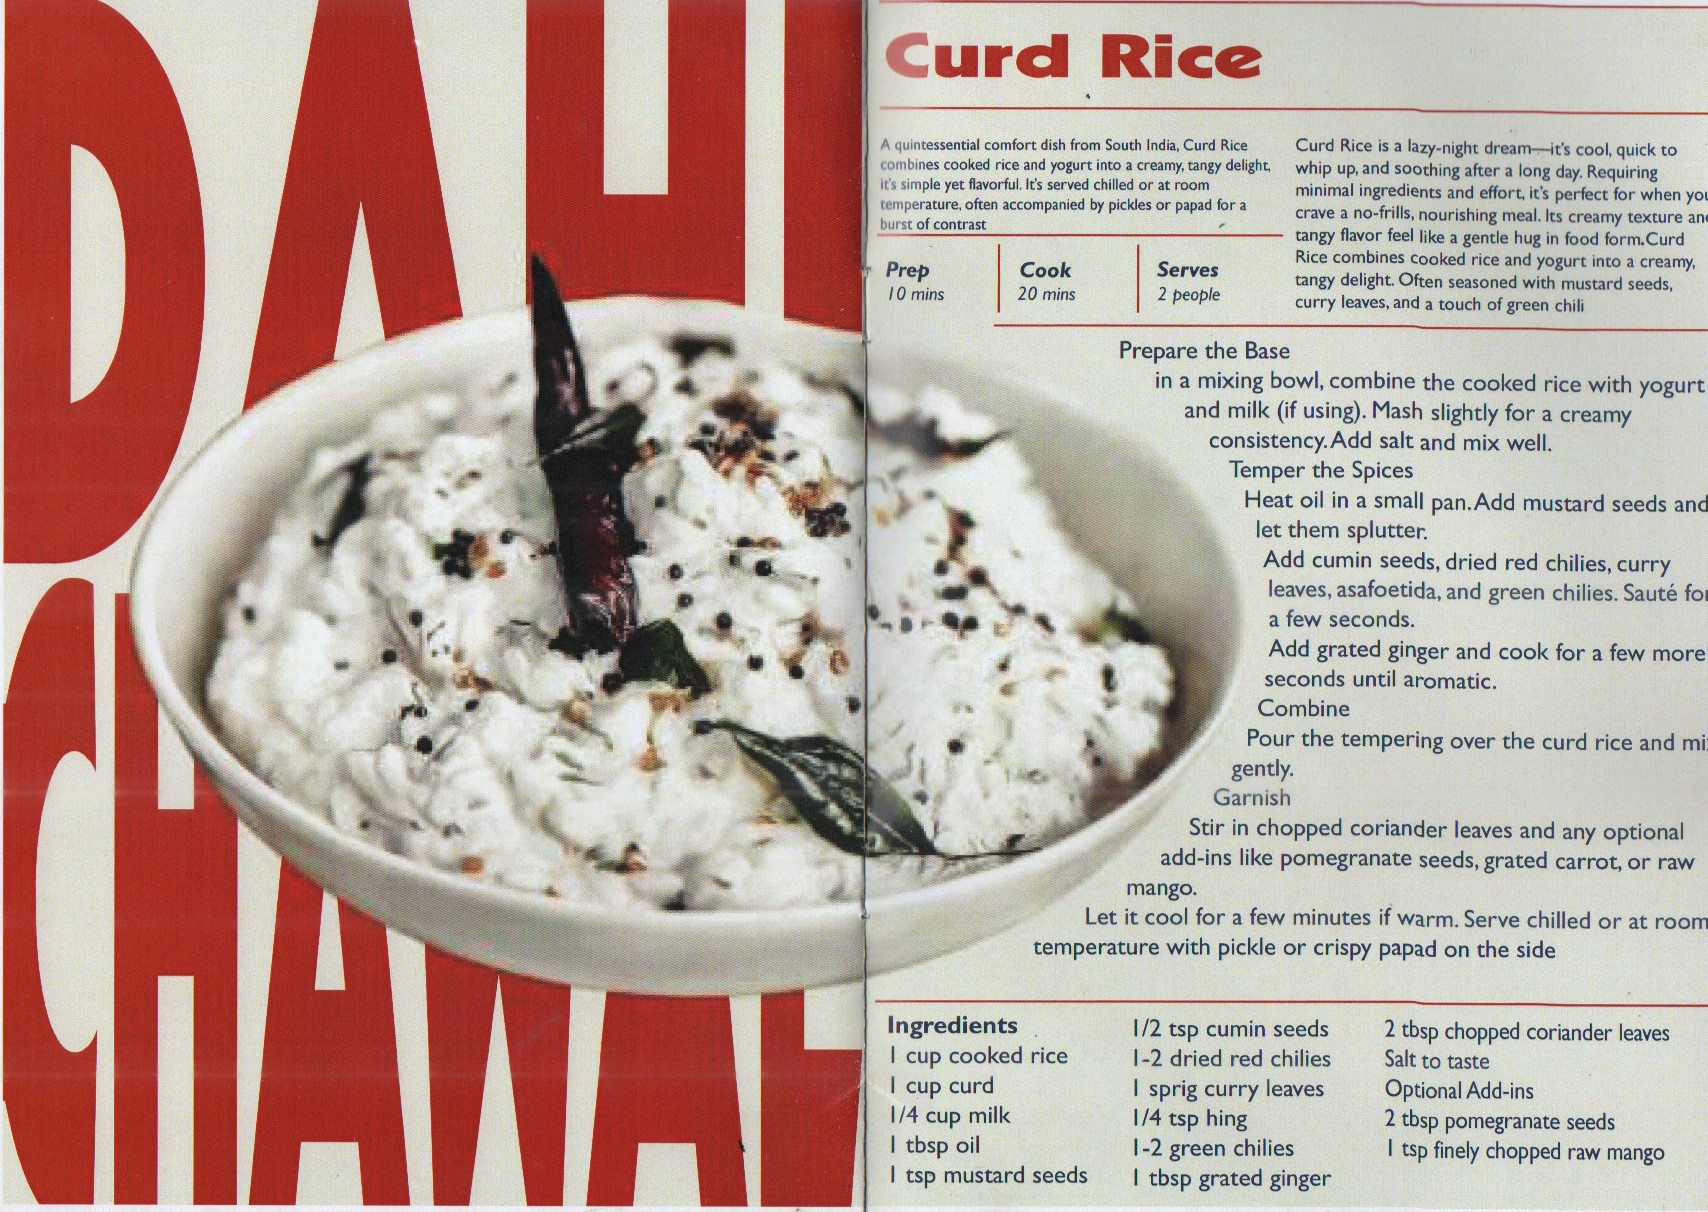 DAHI
CHAWAL
Curd Rice
A quintessential comfort dish from South India, Curd Rice
combines cooked rice and yogurt into a creamy, tangy delight,
it's simple yet flavorful. It's served chilled or at room
temperature, often accompanied by pickles or papad for a
burst of contrast
Curd Rice is a lazy-night dream—it's cool, quick to
whip up, and soothing after a long day. Requiring
minimal ingredients and effort, it's perfect for when you
crave a no-frills, nourishing meal. Its creamy texture and
tangy flavor feel like a gentle hug in food form.Curd
Rice combines cooked rice and yogurt into a creamy,
tangy delight. Often seasoned with mustard seeds,
curry leaves, and a touch of green chili
Prep
10 mins
Cook
20 mins
Serves
2 people
Prepare the Base
in a mixing bowl, combine the cooked rice with yogurt
and milk (if using). Mash slightly for a creamy
consistency. Add salt and mix well.
Temper the Spices
Heat oil in a small pan. Add mustard seeds and
let them splutter.
Add cumin seeds, dried red chilies, curry
leaves, asafoetida, and green chilies. Sauté for
a few seconds.
Add grated ginger and cook for a few more
seconds until aromatic.
Combine
Pour the tempering over the curd rice and mix
gently.
Garnish
Stir in chopped coriander leaves and any optional
add-ins like pomegranate seeds, grated carrot, or raw
mango.
Let it cool for a few minutes if warm. Serve chilled or at room
temperature with pickle or crispy papad on the side
Ingredients
1 cup cooked rice
1 cup curd
1/4 cup milk
1 tbsp oil
1 tsp mustard seeds
1/2 tsp cumin seeds
1-2 dried red chilies
1 sprig curry leaves
1/4 tsp hing
1-2 green chilies
1 tbsp grated ginger
2 tbsp chopped coriander leaves
Salt to taste
Optional Add-ins
2 tbsp pomegranate seeds
1 tsp finely chopped raw mango